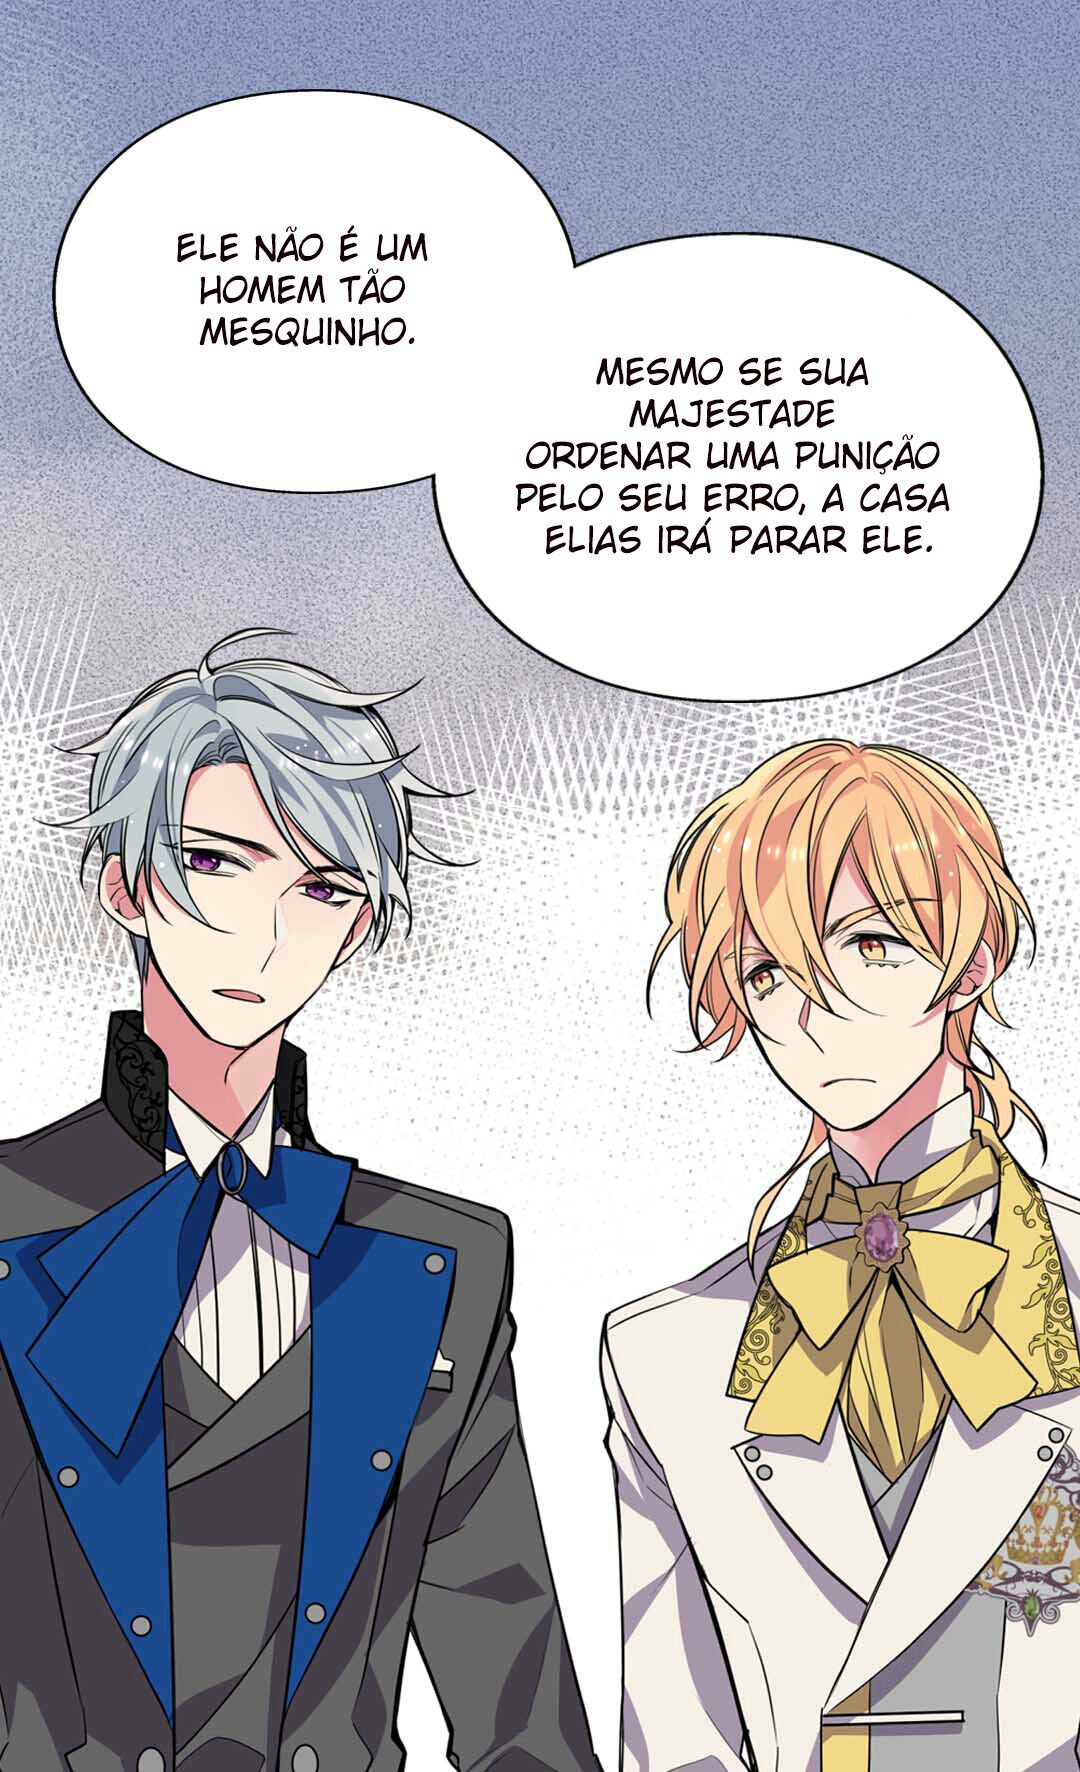 ELE NÃO É UM
HOMEM TÃO
MESQUINHO.
MESMO SE SUA
MAJESTADE
ORDENAR UMA PUNIÇÃO
PELO SEU ERRO, A CASA
ELIAS IRÁ PARAR ELE.